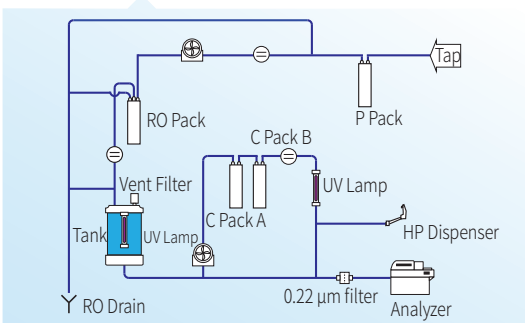 Tap
P Pack
RO Pack
C Pack B
Vent Filter
UV Lamp
C Pack A
Tank
UV Lamp
HP Dispenser
0.22 μm filter
RO Drain
Analyzer